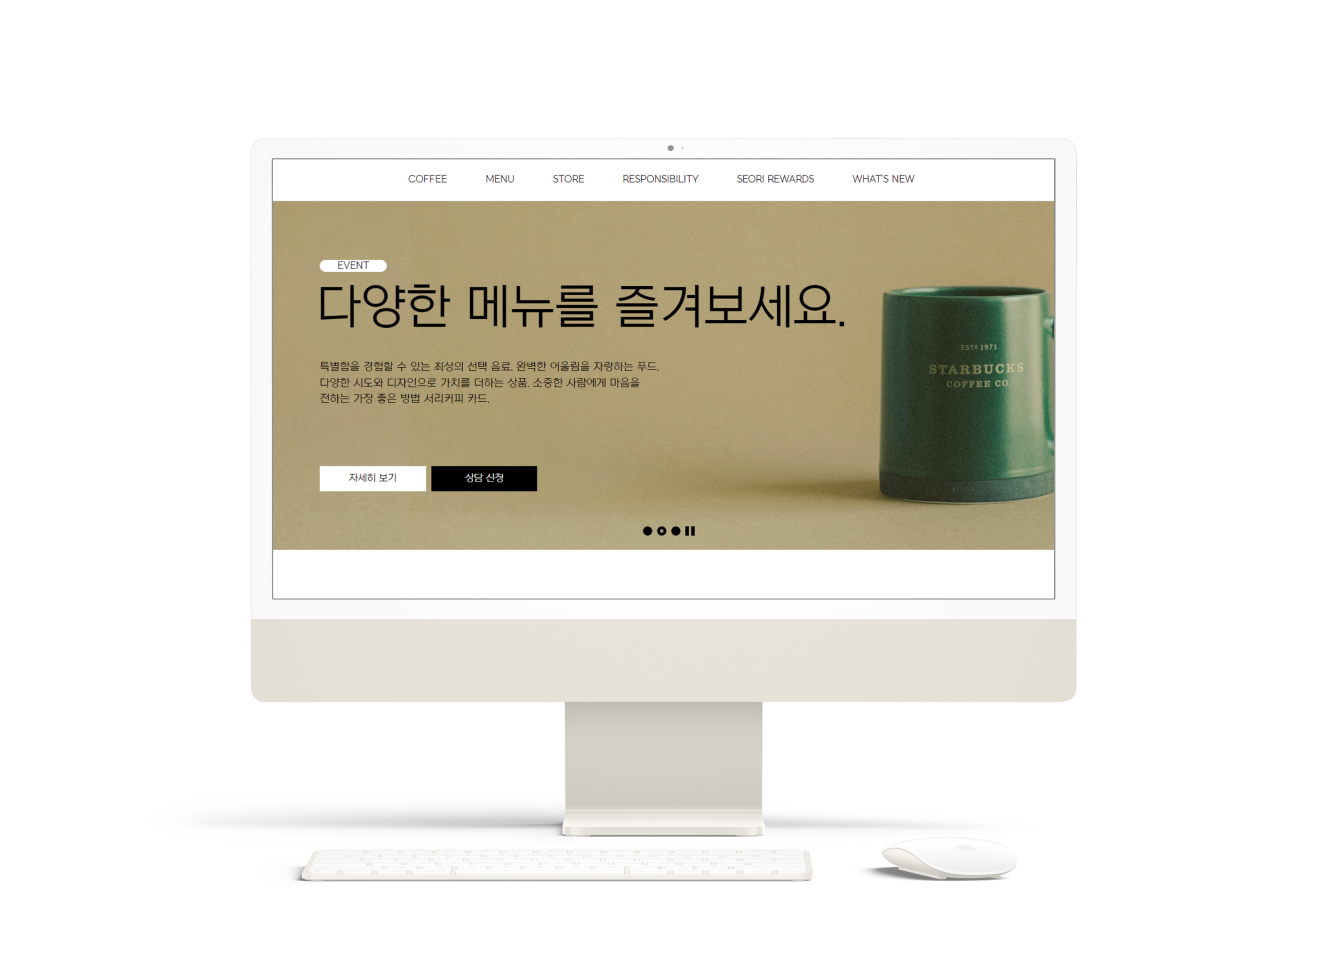 COFFEE MENU STORE RESPONSIBILITY SEORI REWARDS WHAT'S NEW
EVENT
다양한 메뉴를 즐겨보세요.
특별함을 경험할 수 있는 최상의 선택 음료. 완벽한 어울림을 자랑하는 푸드.
다양한 시도와 디자인으로 가치를 더하는 상품. 소중한 사람에게 마음을
전하는 가장 좋은 방법 서리커피 카드.
자세히 보기 상담 신청
ESTD 1971
STARBUCKS
COFFEE CO.